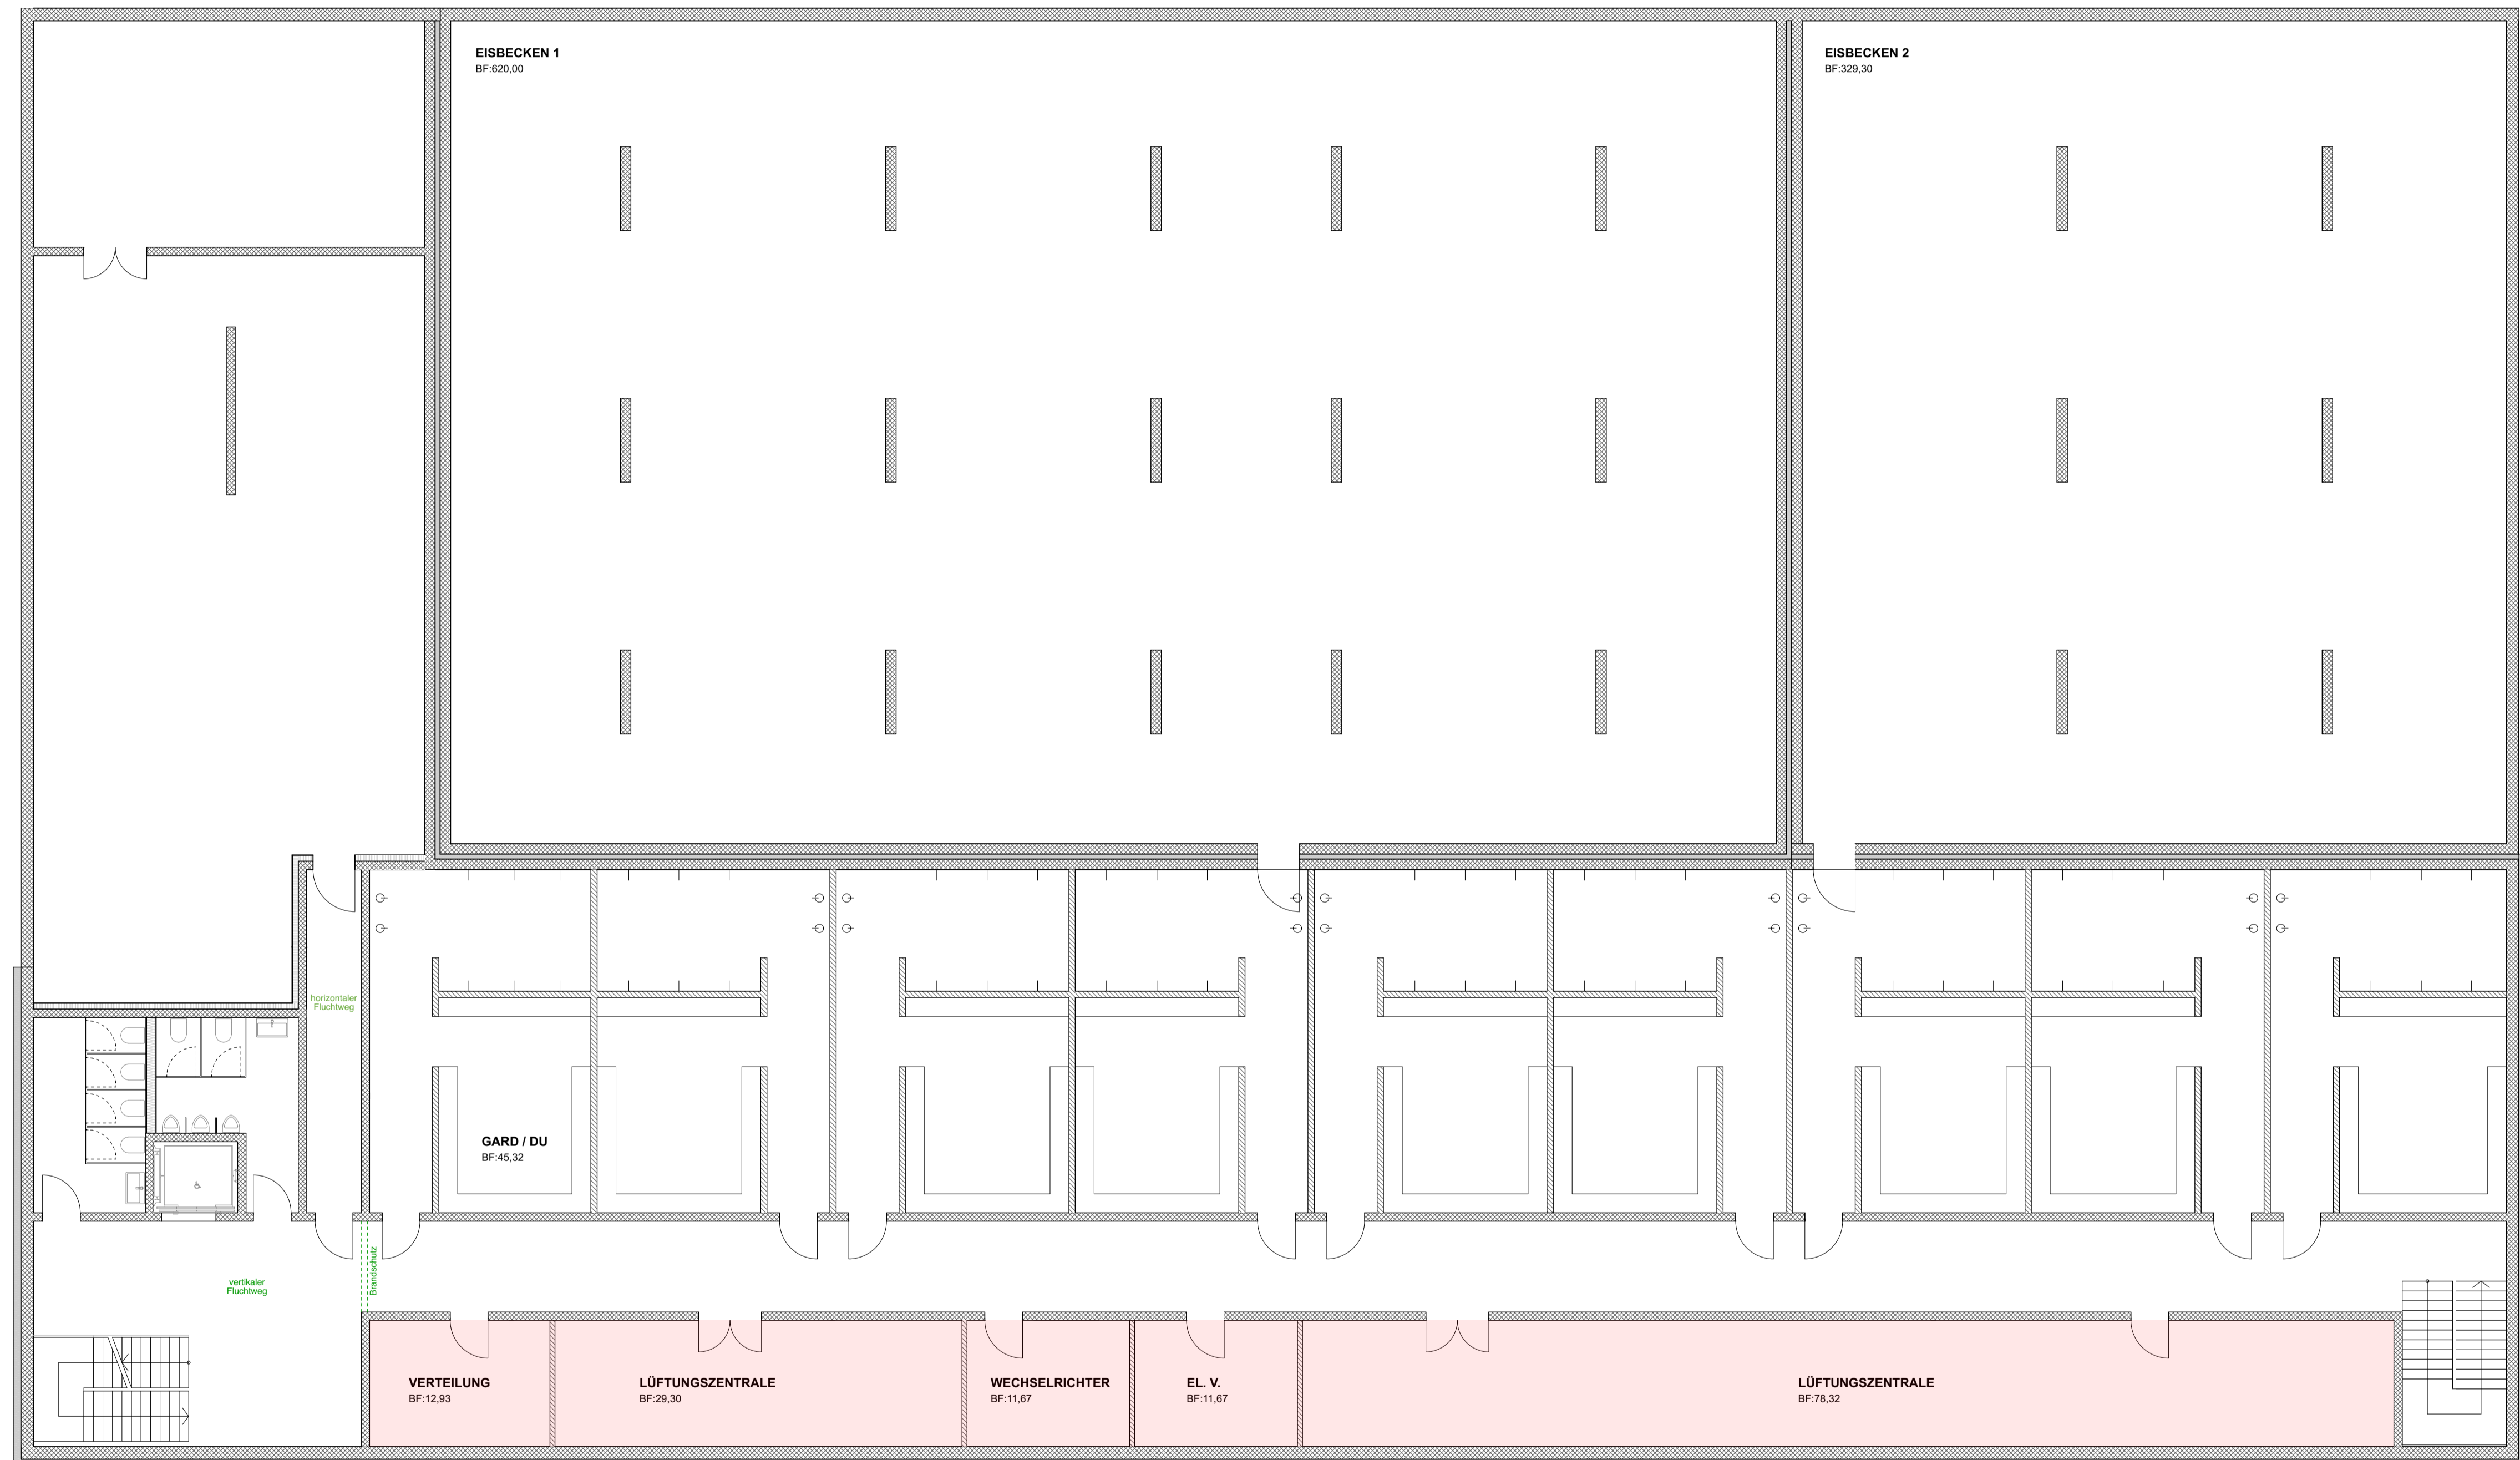 EISBECKEN 1
BF:620,00
EISBECKEN 2
BF:329,30
horizontaler
Fluchtweg
GARD / DU
BF:45,32
vertikaler
Fluchtweg
Brandschutz
VERTEILUNG
BF:12,93
LÜFTUNGSZENTRALE
BF:29,30
WECHSELRICHTER
BF:11,67
EL. V.
BF:11,67
LÜFTUNGSZENTRALE
BF:78,32